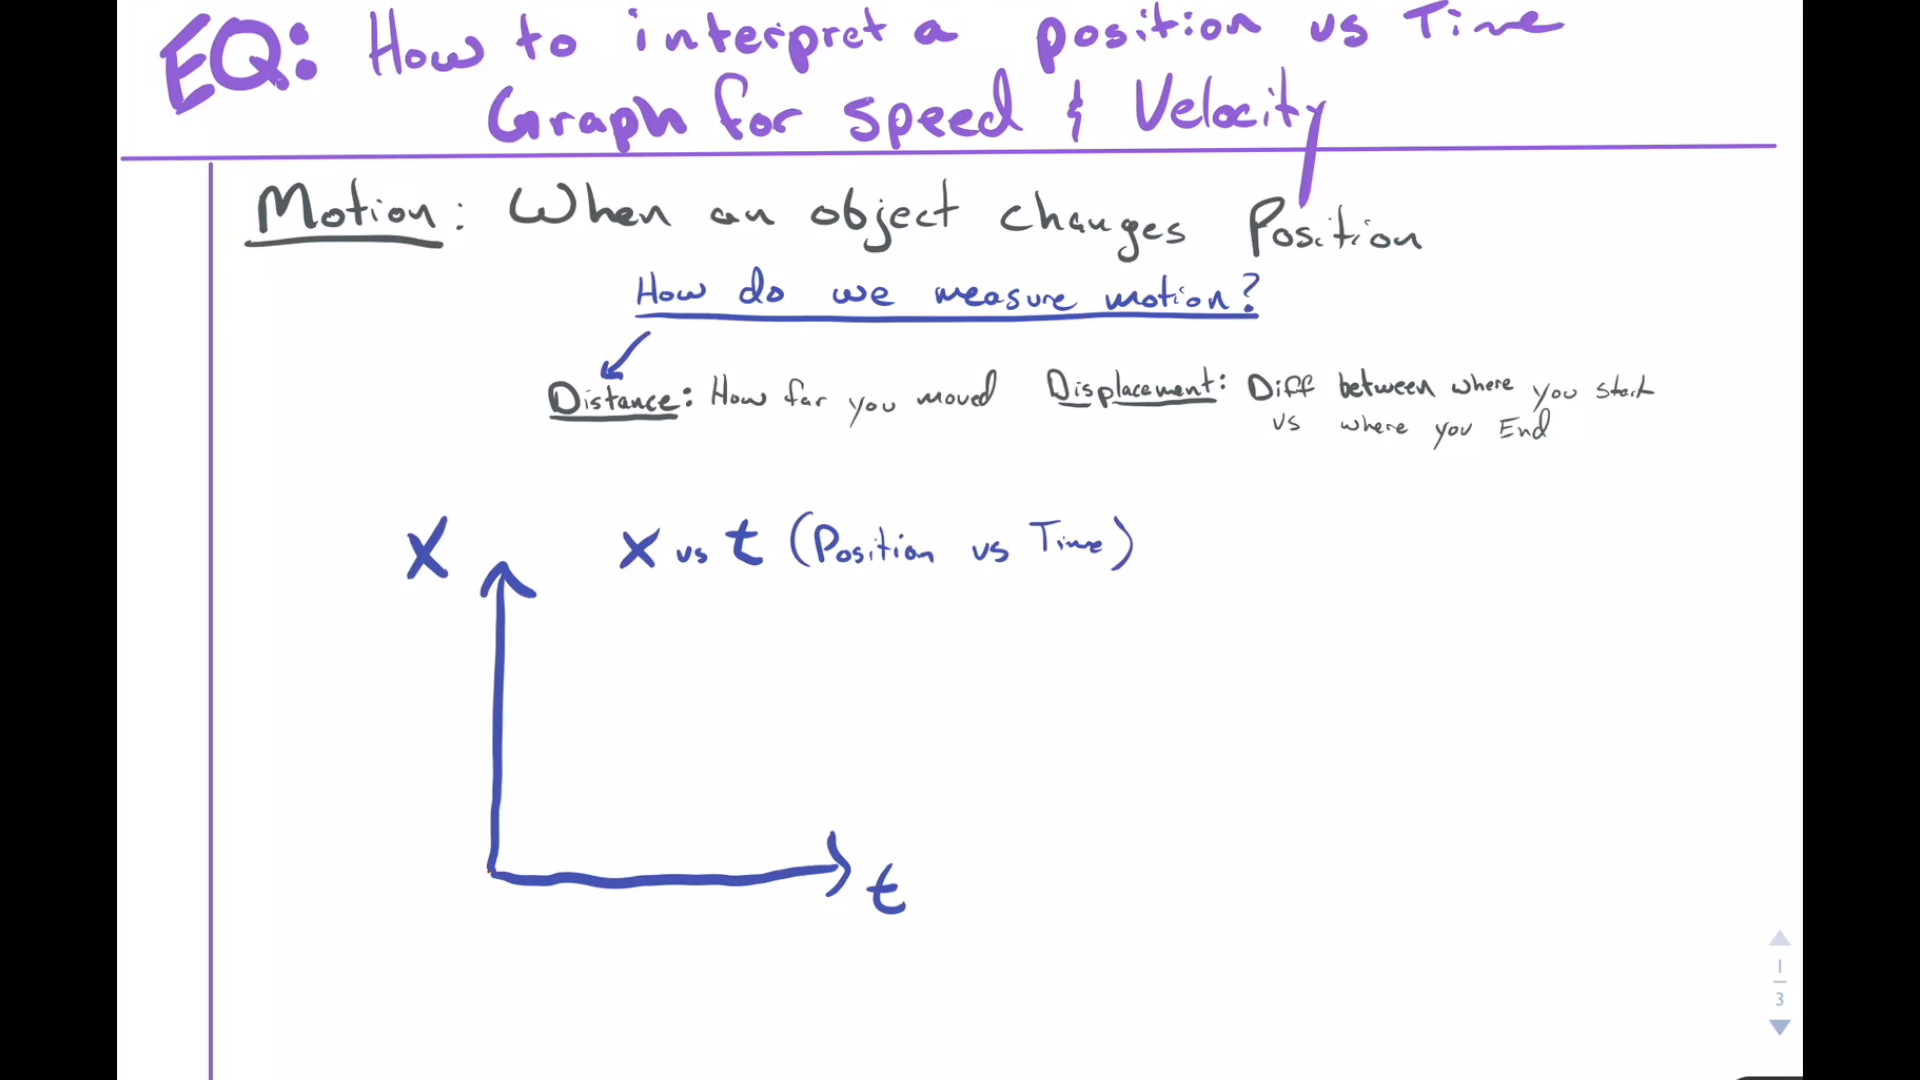 EQ: How to interpret a position vs Time
Graph for speed & Velocity
Motion: When an object changes Position
How do we measure motion?
Distance: How far you moved
Displacement: Diff between where you start
vs where you End
X
x vs t (Position vs Time)
t
1
3